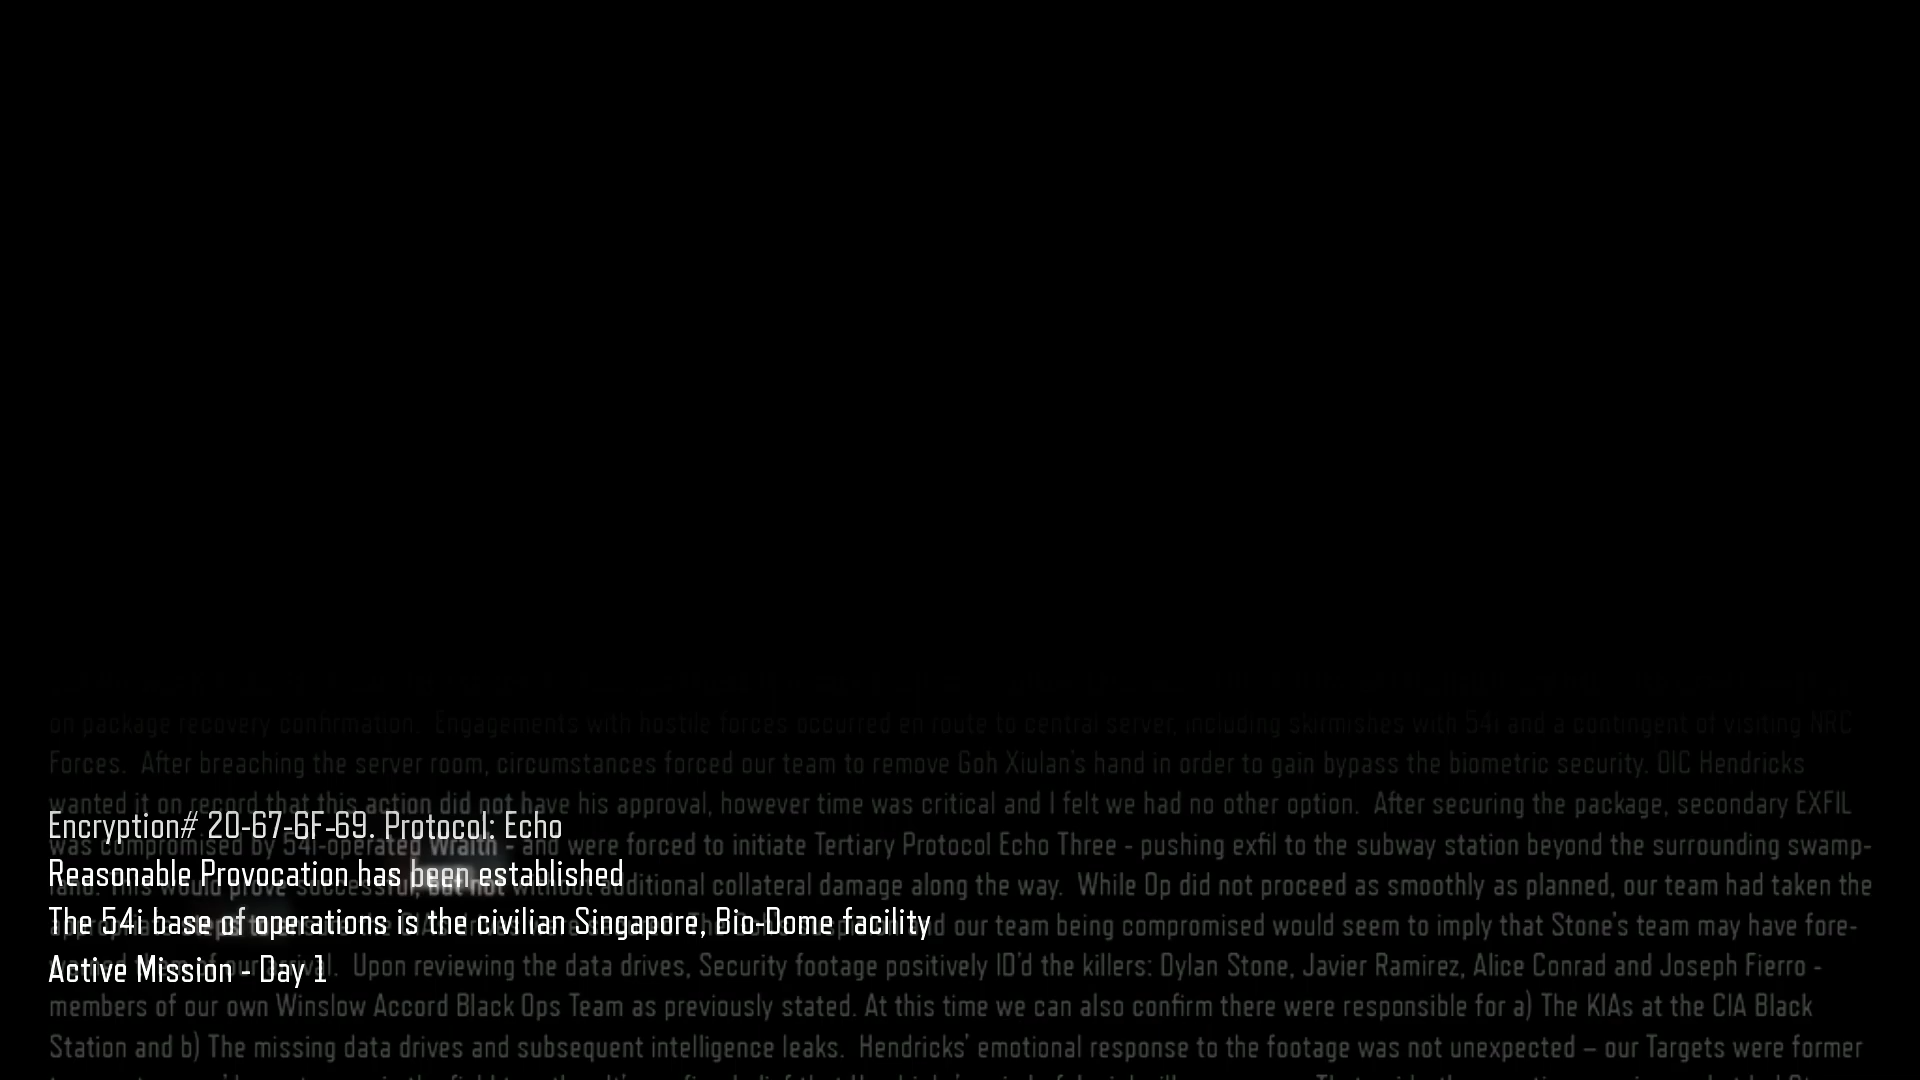 on package recovery confirmation. Engagements with hostile forces occurred en route to central server, including skirmishes with 54i and a contingent of visiting NRC
Forces. After breaching the server room, circumstances forced our team to remove Goh Xiulan's hand in order to gain bypass the biometric security. OIC Hendricks
wanted it on record that this action did not have his approval, however time was critical and I felt we had no other option. After securing the package, secondary EXFIL
Encryption# 20-67-6F-69. Protocol: Echo
was compromised by 54i-operated Wraith - and were forced to initiate Tertiary Protocol Echo Three - pushing exfil to the subway station beyond the surrounding swamp-
Reasonable Provocation has been established
land. This would prove successful, but not without additional collateral damage along the way. While Op did not proceed as smoothly as planned, our team had taken the
The 54i base of operations is the civilian Singapore, Bio-Dome facility
and our team being compromised would seem to imply that Stone's team may have fore-
Active Mission - Day 1
of our arrival. Upon reviewing the data drives, Security footage positively ID'd the killers: Dylan Stone, Javier Ramirez, Alice Conrad and Joseph Fierro -
members of our own Winslow Accord Black Ops Team as previously stated. At this time we can also confirm there were responsible for a) The KIAs at the CIA Black
Station and b) The missing data drives and subsequent intelligence leaks. Hendricks' emotional response to the footage was not unexpected – our Targets were former